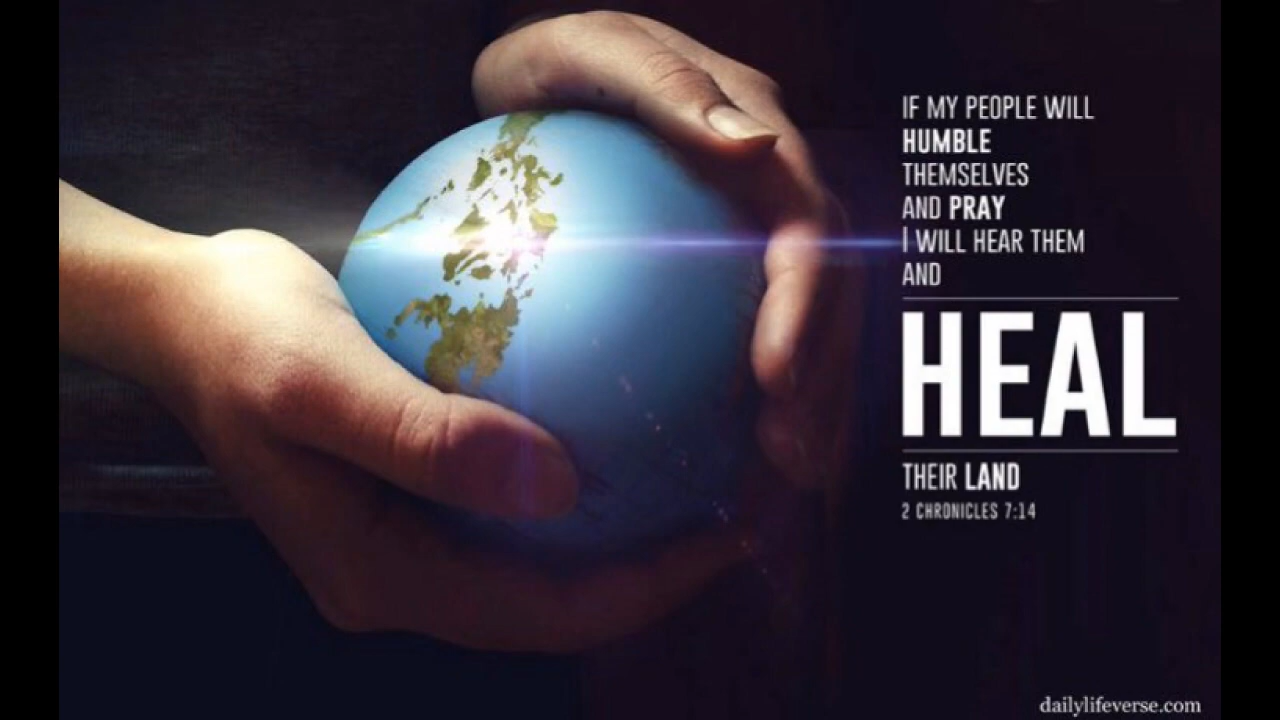 IF MY PEOPLE WILL
HUMBLE
THEMSELVES
AND PRAY
I WILL HEAR THEM
AND
HEAL
THEIR LAND
2 CHRONICLES 7:14
dailylifeverse.com